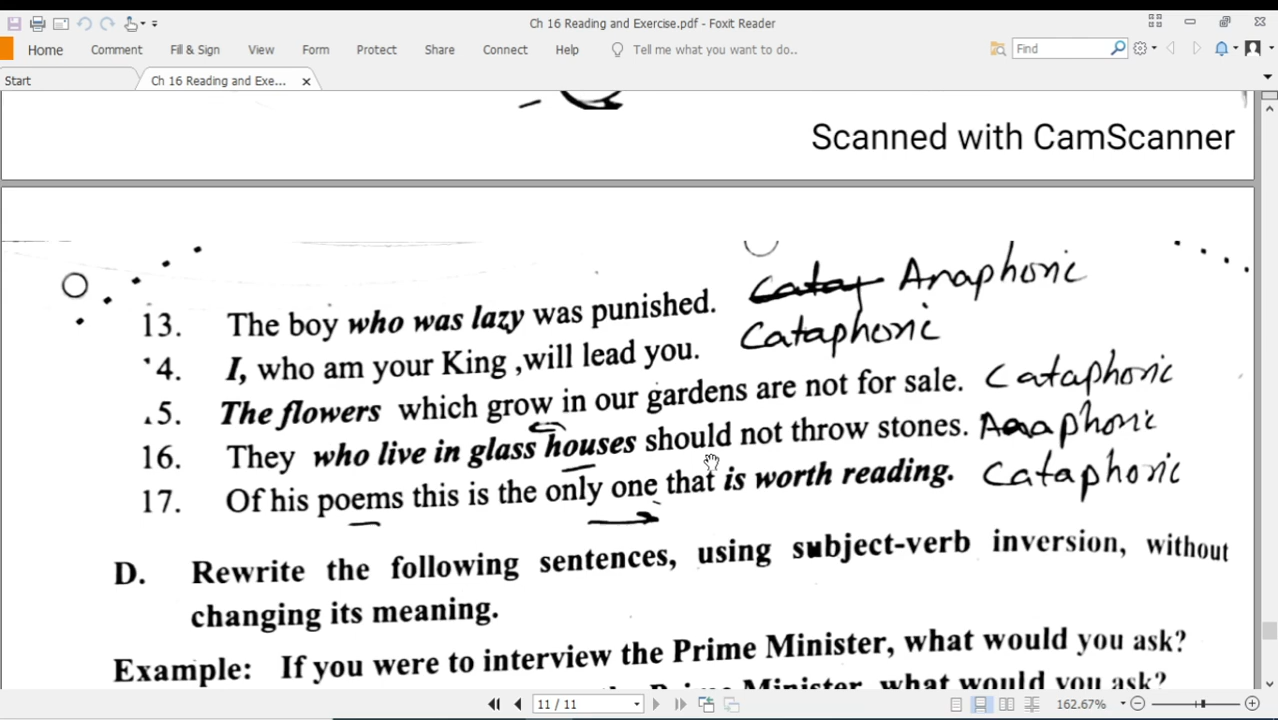 Ch 16 Reading and Exercise.pdf - Foxit Reader
Home Comment Fill & Sign View Form Protect Share Connect Help Tell me what you want to do.. Find
Start Ch 16 Reading and Exe...
Scanned with CamScanner
13. The boy who was lazy was punished. Anaphoric
4. I, who am your King ,will lead you. Cataphoric
5. The flowers which grow in our gardens are not for sale. Cataphoric
16. They who live in glass houses should not throw stones. Anaphoric
17. Of his poems this is the only one that is worth reading. Cataphoric
D. Rewrite the following sentences, using subject-verb inversion, without
changing its meaning.
Example: If you were to interview the Prime Minister, what would you ask?
Minister, what would you ask?
11 / 11 162.67%